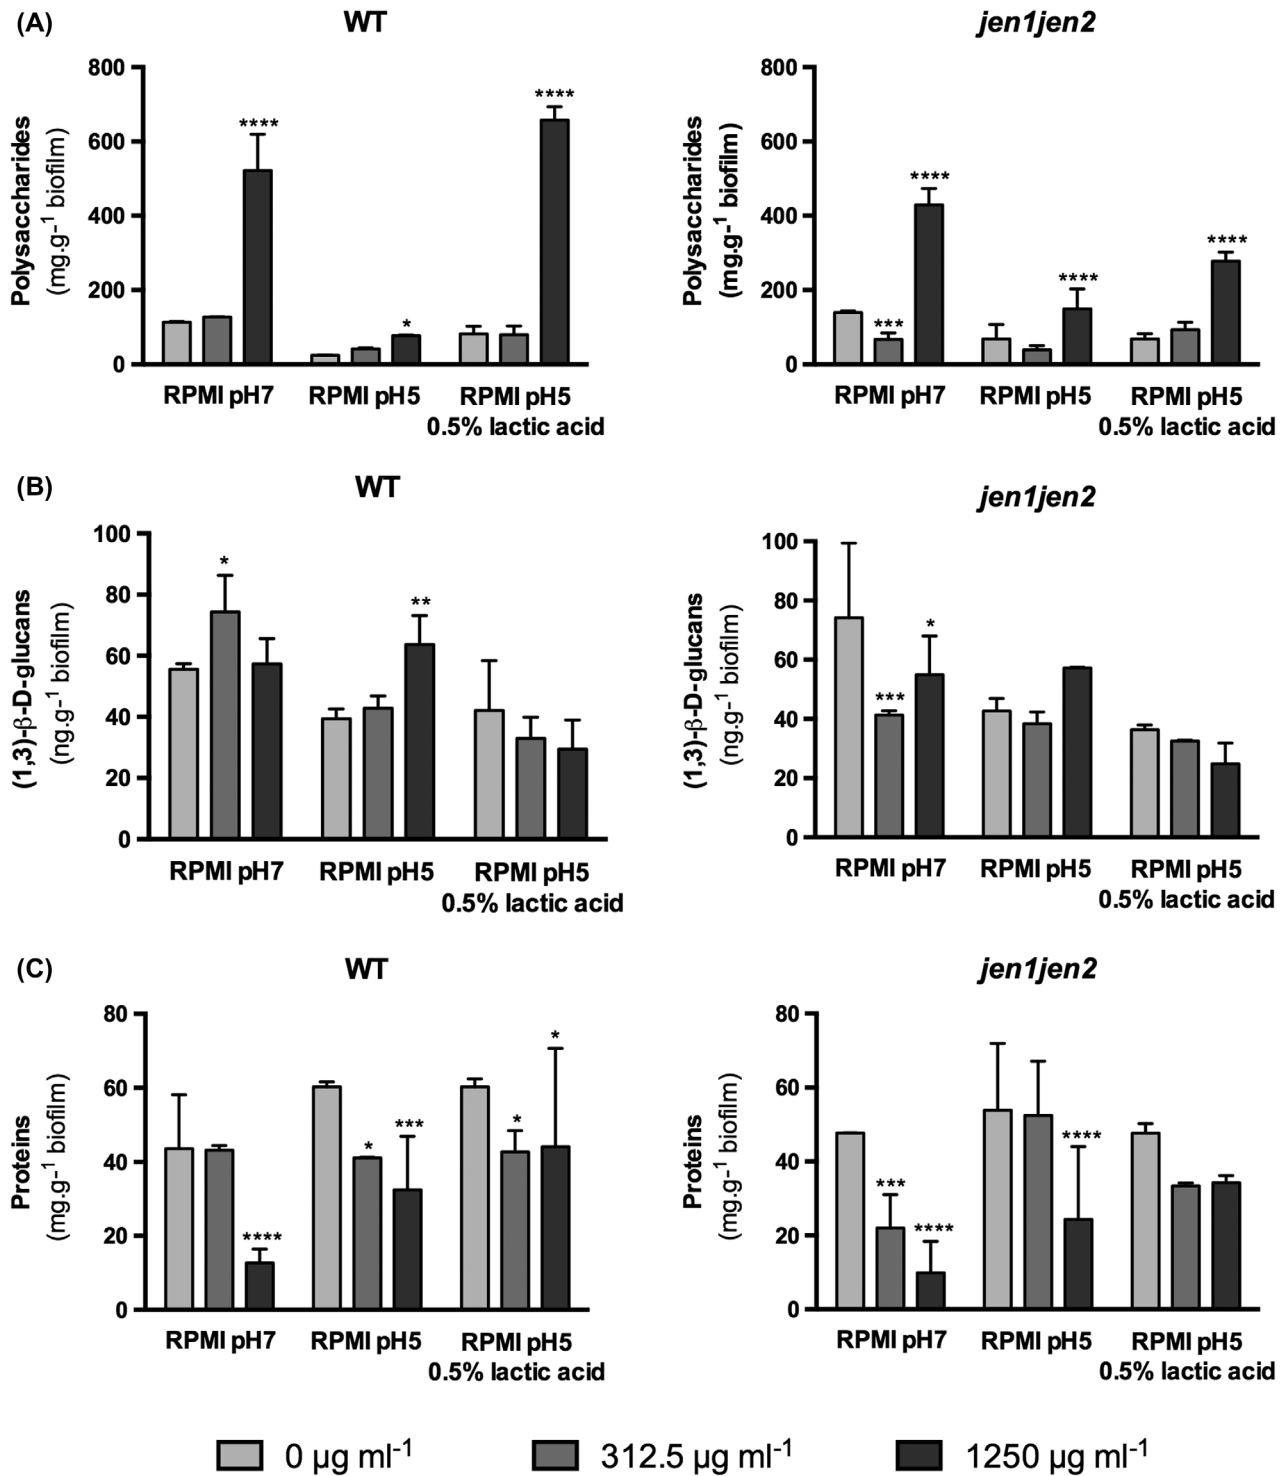 (A)
WT
jen1jen2
Polysaccharides
(mg.g-1 biofilm)
800
600
400
200
0
****
*
****
RPMI pH7
RPMI pH5
RPMI pH5
0.5% lactic acid
Polysaccharides
(mg.g-1 biofilm)
800
600
400
200
0
***
****
****
****
RPMI pH7
RPMI pH5
RPMI pH5
0.5% lactic acid
(B)
WT
jen1jen2
(1,3)-β-D-glucans
(ng.g-1 biofilm)
100
80
60
40
20
0
*
**
RPMI pH7
RPMI pH5
RPMI pH5
0.5% lactic acid
(1,3)-β-D-glucans
(ng.g-1 biofilm)
100
80
60
40
20
0
***
*
RPMI pH7
RPMI pH5
RPMI pH5
0.5% lactic acid
(C)
WT
jen1jen2
Proteins
(mg.g-1 biofilm)
80
60
40
20
0
****
*
***
*
*
RPMI pH7
RPMI pH5
RPMI pH5
0.5% lactic acid
Proteins
(mg.g-1 biofilm)
80
60
40
20
0
***
****
****
RPMI pH7
RPMI pH5
RPMI pH5
0.5% lactic acid
0 µg ml-1
312.5 µg ml-1
1250 µg ml-1